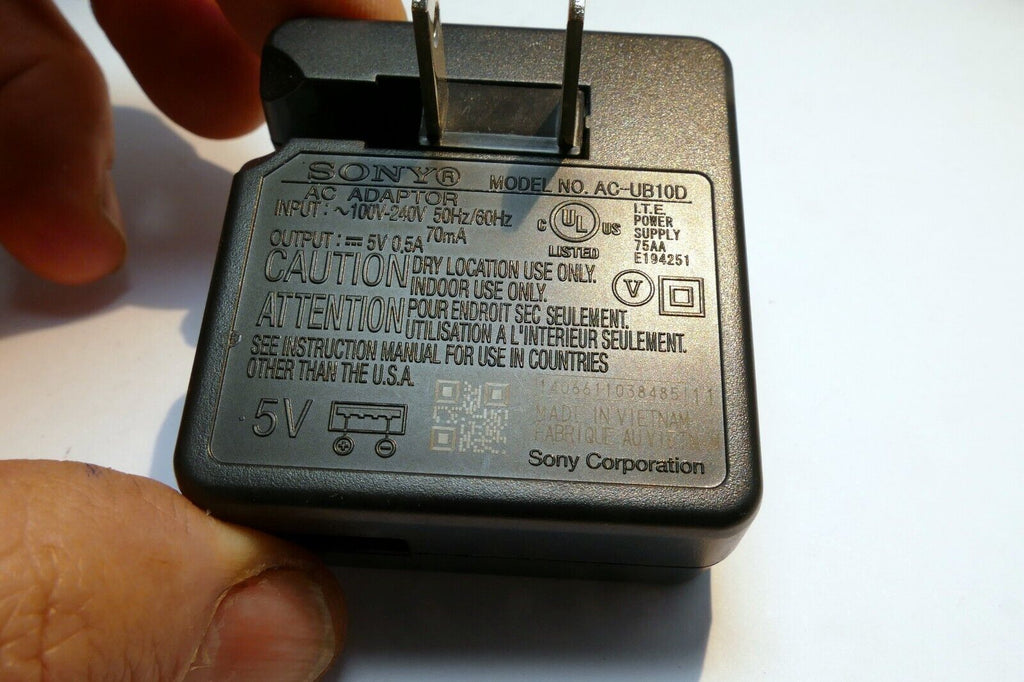 SONY®
MODEL NO. AC-UB10D
AC ADAPTOR
INPUT : ~100V-240V 50Hz/60Hz
70mA
OUTPUT : ⎓ 5V 0.5A
C UL US
LISTED
I.T.E.
POWER
SUPPLY
75AA
E194251
CAUTION DRY LOCATION USE ONLY.
INDOOR USE ONLY.
V
ATTENTION POUR ENDROIT SEC SEULEMENT.
UTILISATION A L'INTERIEUR SEULEMENT.
SEE INSTRUCTION MANUAL FOR USE IN COUNTRIES
OTHER THAN THE U.S.A.
5V
+ −
MADE IN VIETNAM
FABRIQUE AU
Sony Corporation